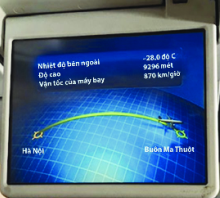 Nhiệt độ bên ngoài -28.0 độ C
Độ cao 9296 mét
Vận tốc của máy bay 870 km/giờ
Hà Nội Buôn Ma Thuột